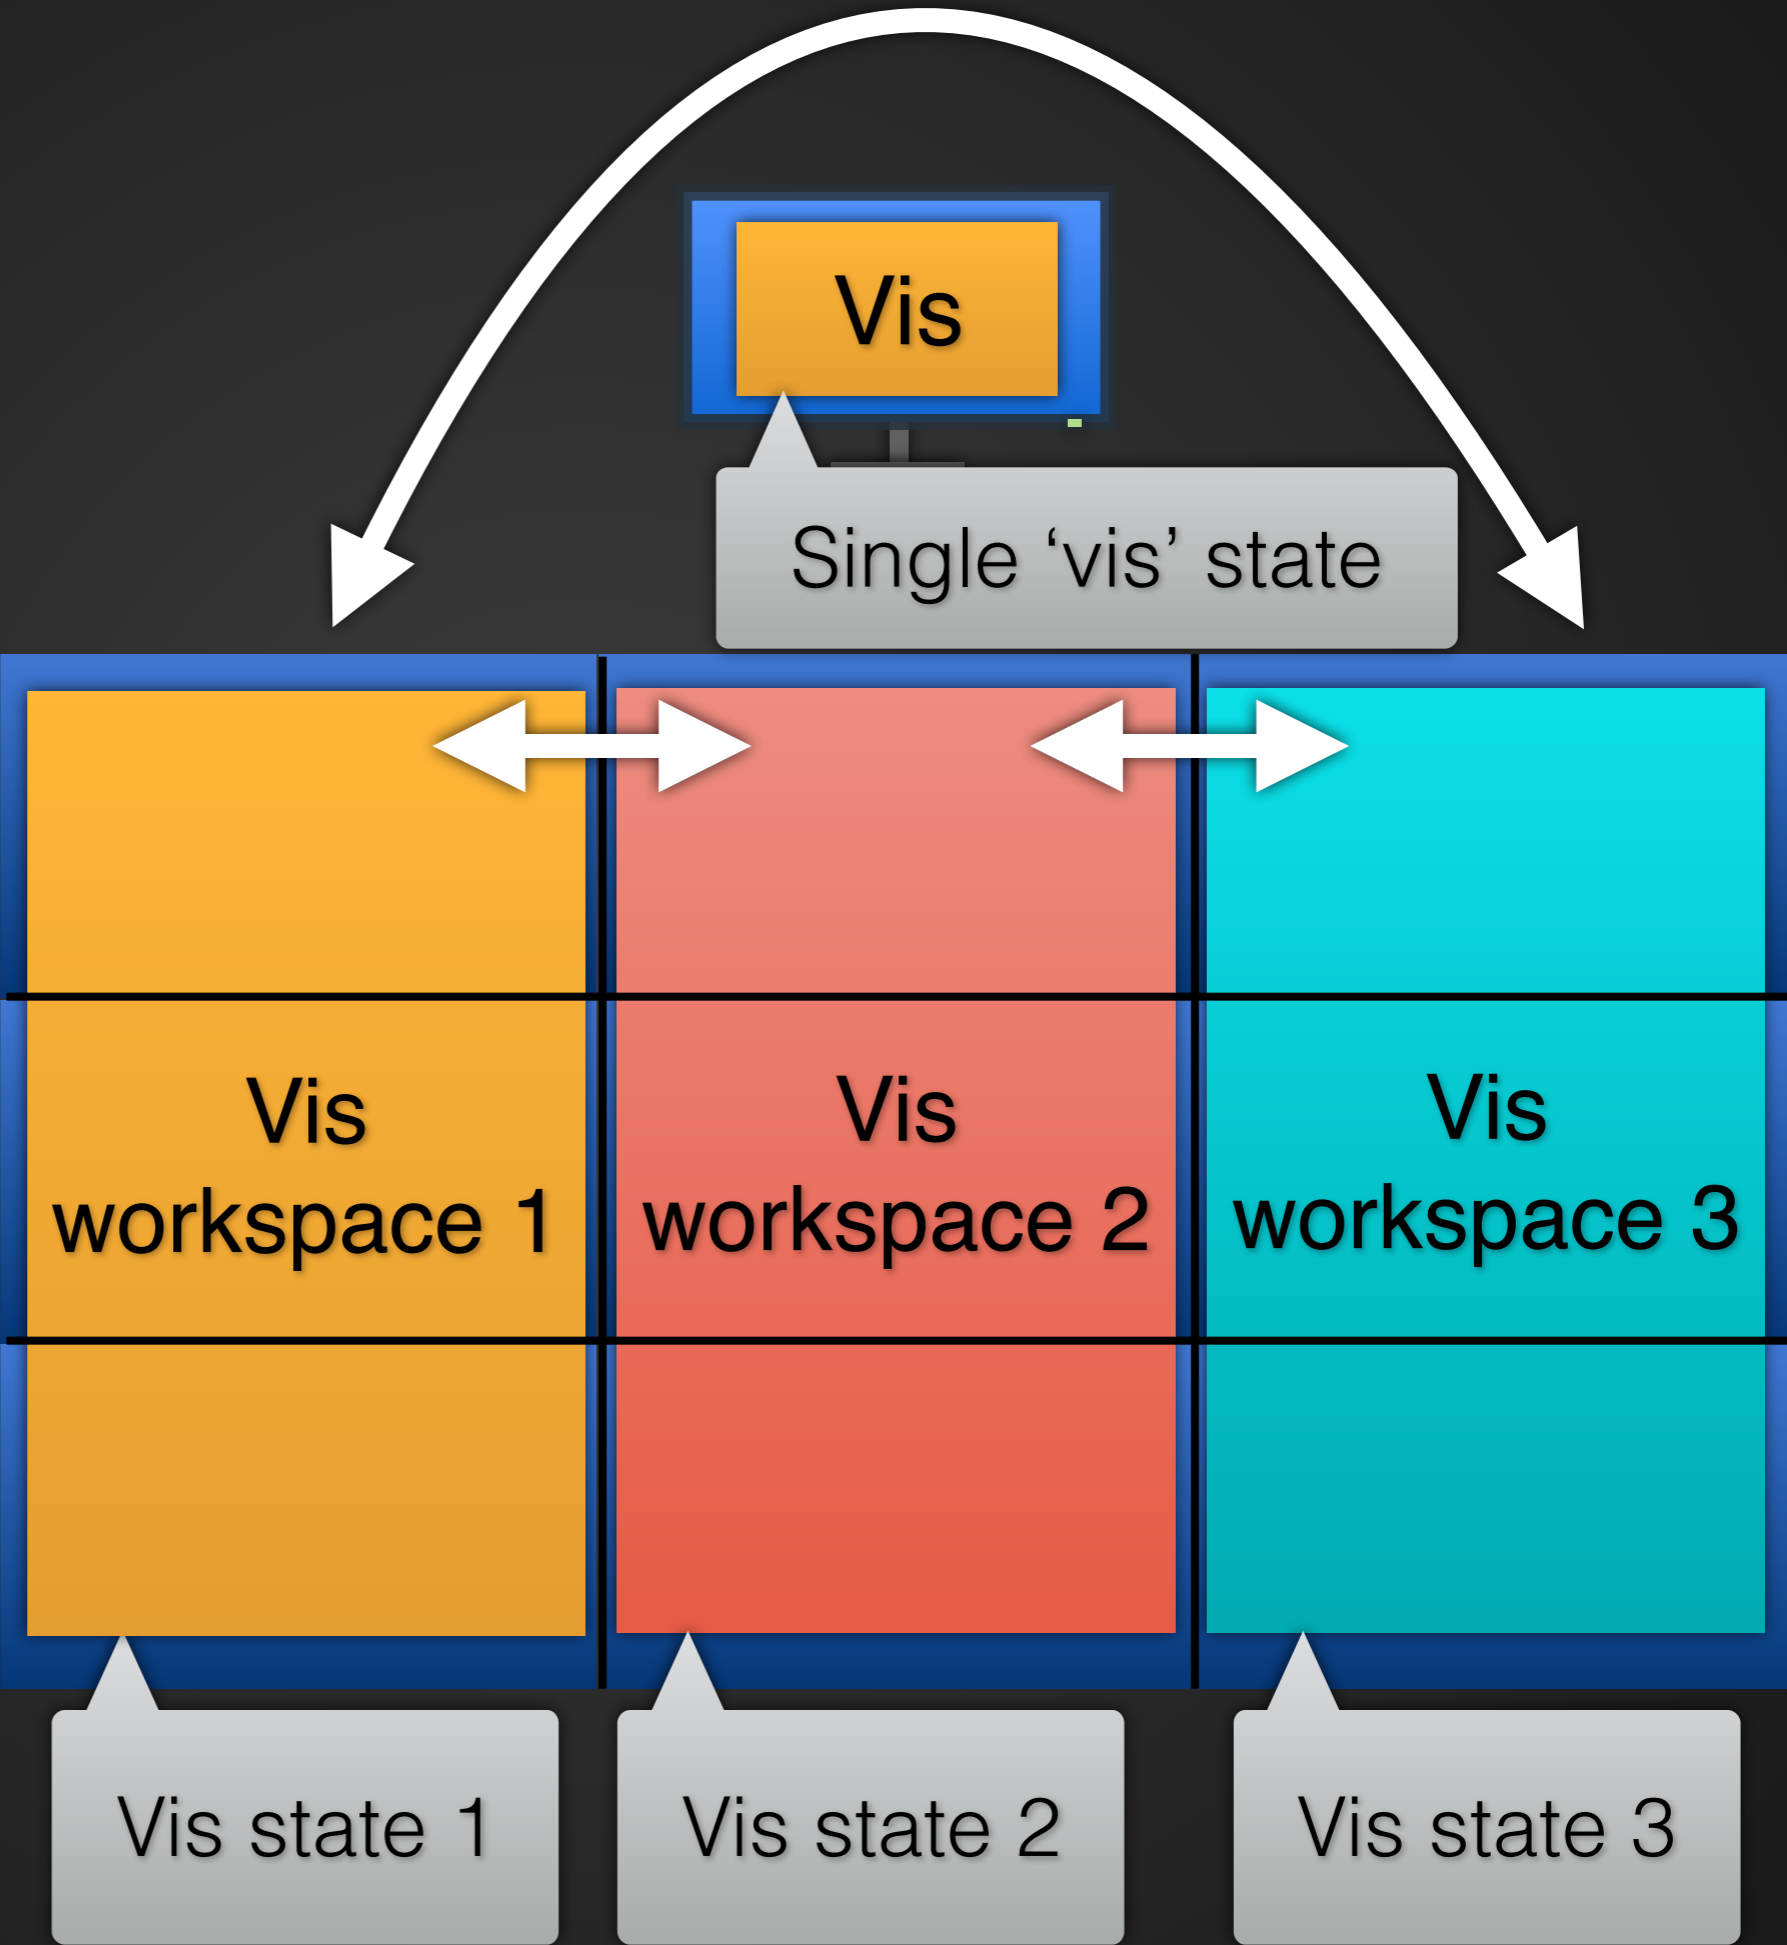 Vis
Single ‘vis’ state
Vis
workspace 1
Vis
workspace 2
Vis
workspace 3
Vis state 1
Vis state 2
Vis state 3